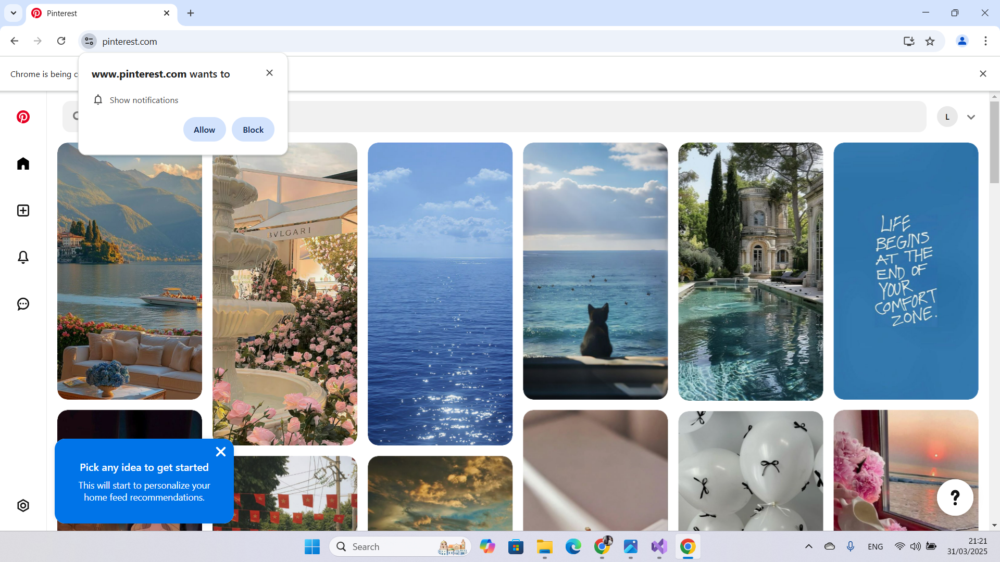 Pinterest
pinterest.com
Chrome is being
www.pinterest.com wants to
Show notifications
Allow
Block
L
BVLGARI
LIFE
BEGINS
AT THE
END OF
YOUR
COMFORT
ZONE.
Pick any idea to get started
This will start to personalize your
home feed recommendations.
?
Search
ENG
21:21
31/03/2025